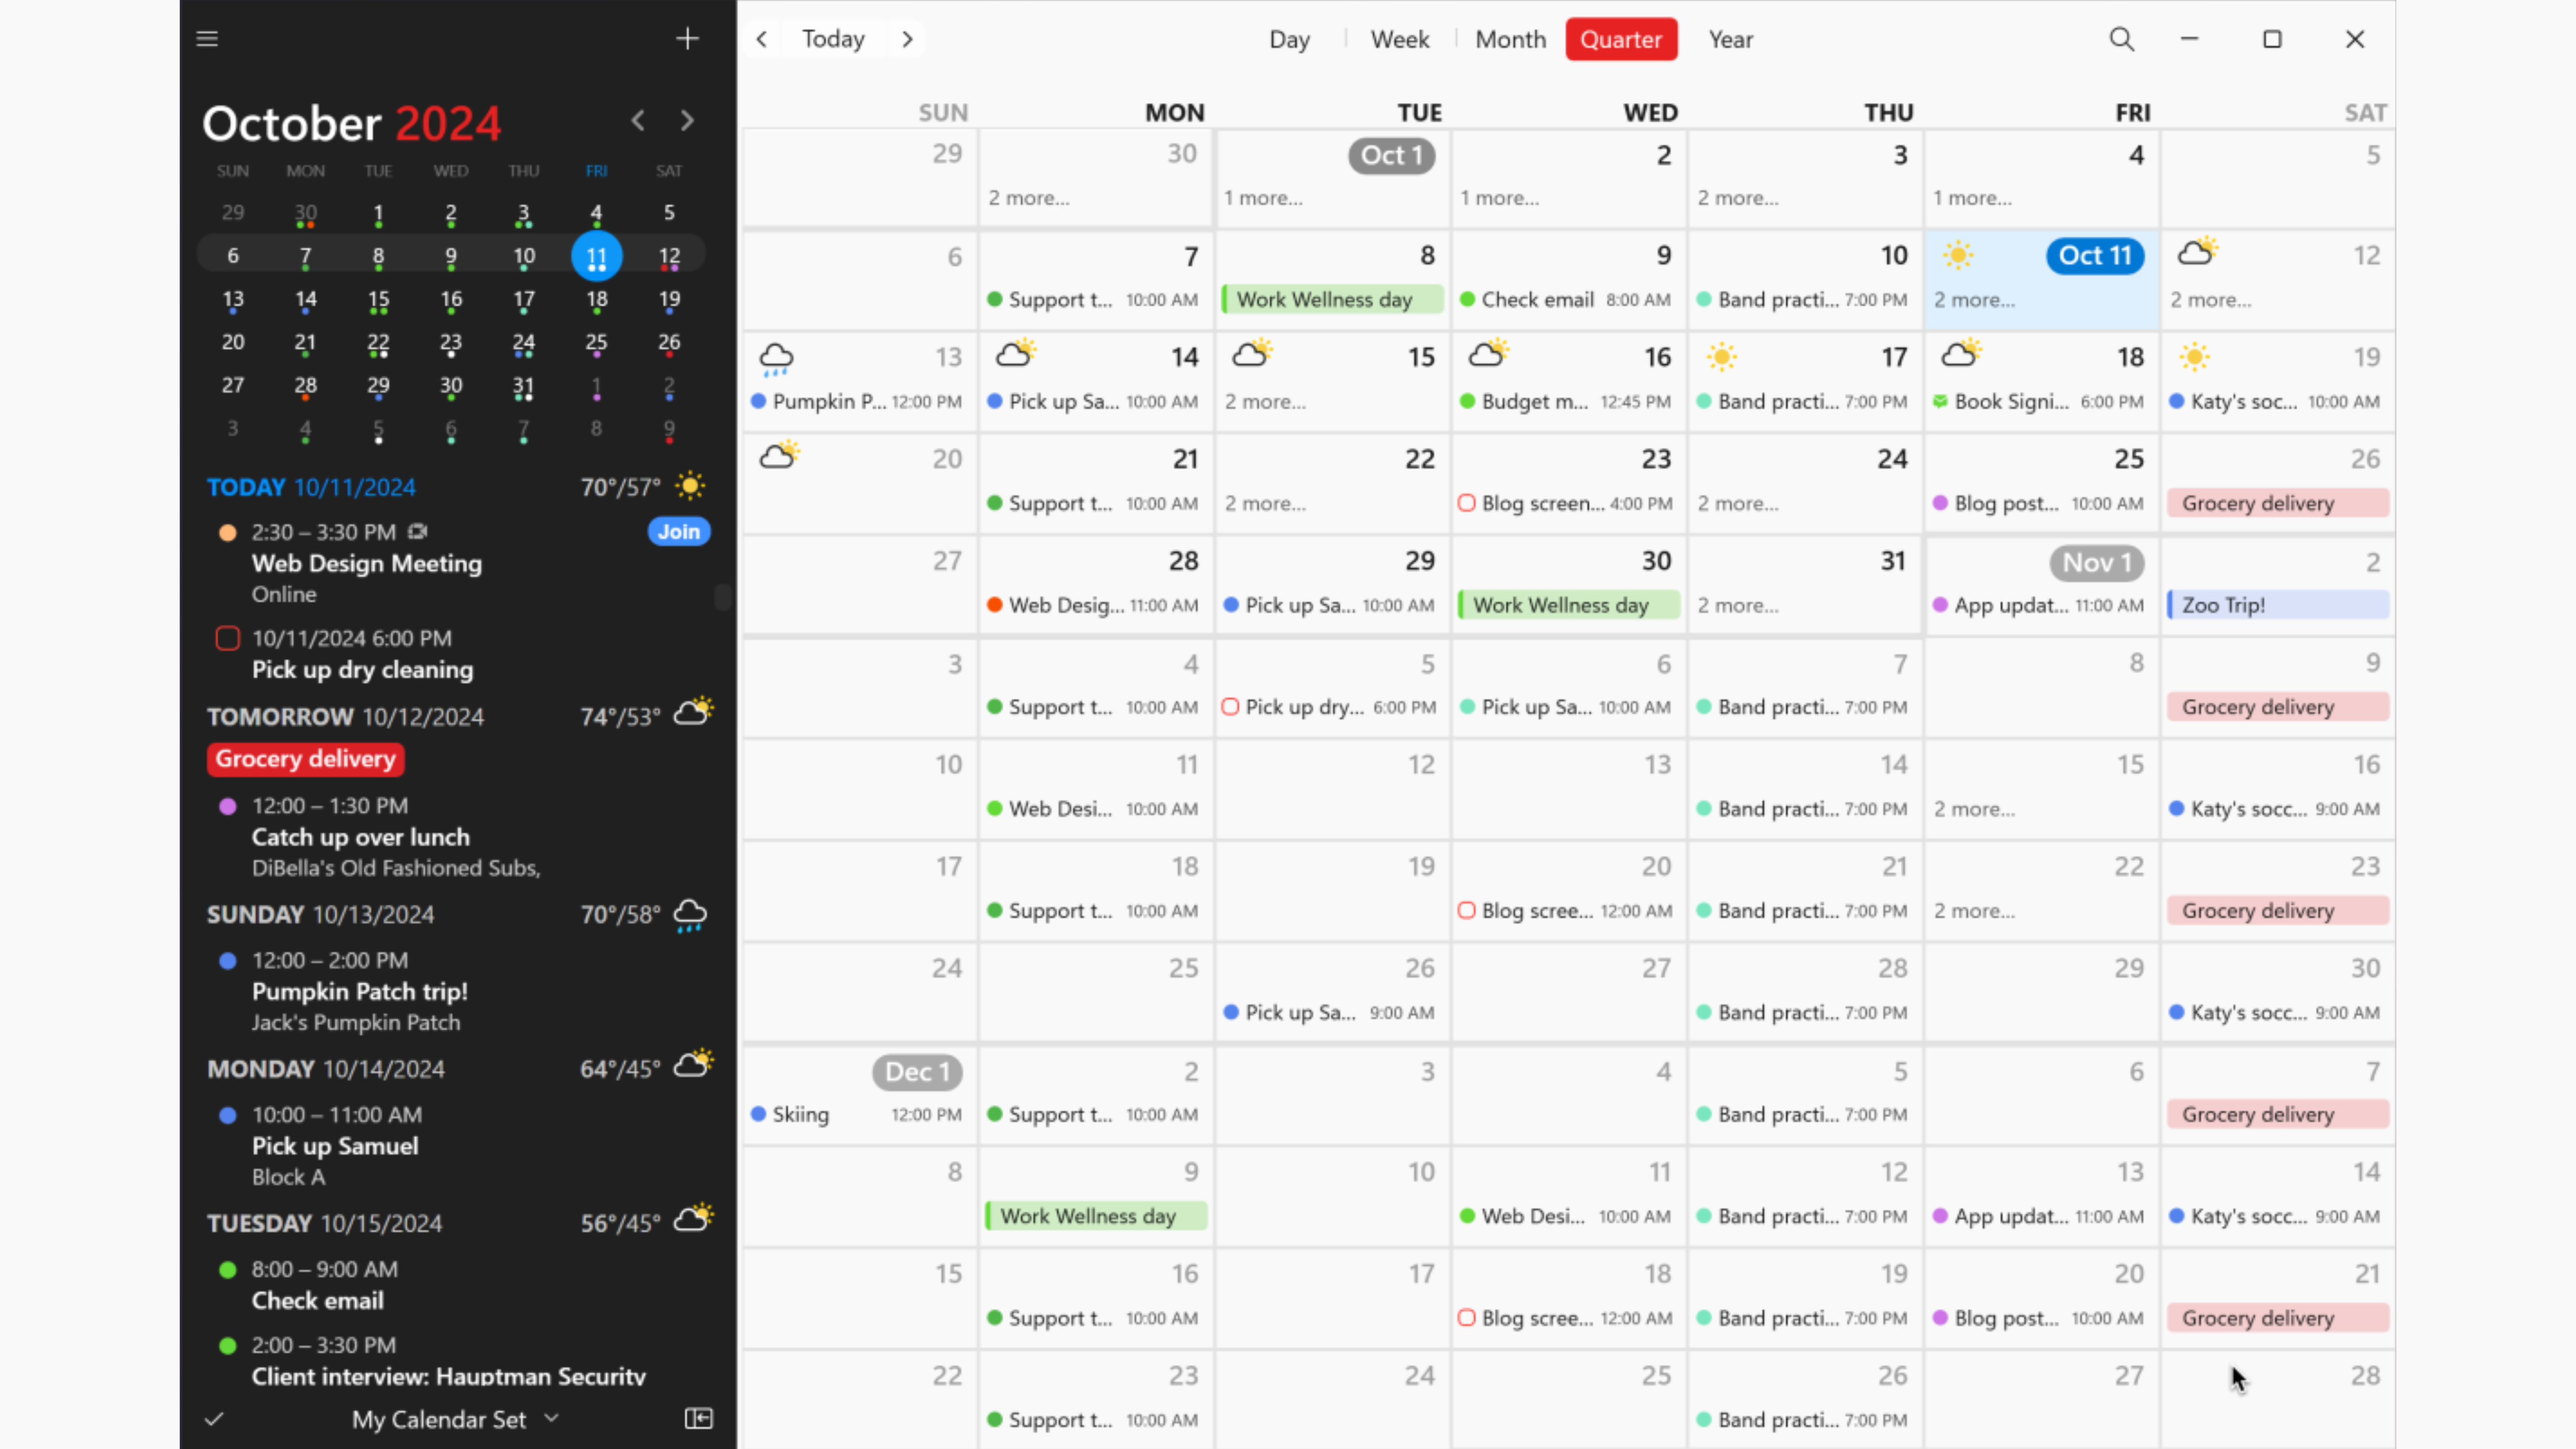 October 2024
SUN MON TUE WED THU FRI SAT
29 30 1 2 3 4 5
6 7 8 9 10 11 12
13 14 15 16 17 18 19
20 21 22 23 24 25 26
27 28 29 30 31 1 2
3 4 5 6 7 8 9
TODAY 10/11/2024 70°/57°
2:30 – 3:30 PM Join
Web Design Meeting
Online
10/11/2024 6:00 PM
Pick up dry cleaning
TOMORROW 10/12/2024 74°/53°
Grocery delivery
12:00 – 1:30 PM
Catch up over lunch
DiBella's Old Fashioned Subs,
SUNDAY 10/13/2024 70°/58°
12:00 – 2:00 PM
Pumpkin Patch trip!
Jack's Pumpkin Patch
MONDAY 10/14/2024 64°/45°
10:00 – 11:00 AM
Pick up Samuel
Block A
TUESDAY 10/15/2024 56°/45°
8:00 – 9:00 AM
Check email
2:00 – 3:30 PM
Client interview: Hauptman Security
My Calendar Set
Today Day Week Month Quarter Year
SUN MON TUE WED THU FRI SAT
29 30 Oct 1 2 3 4 5
2 more... 1 more... 1 more... 2 more... 1 more...
6 7 8 9 10 Oct 11 12
Support t... 10:00 AM Work Wellness day Check email 8:00 AM Band practi... 7:00 PM 2 more... 2 more...
13 14 15 16 17 18 19
Pumpkin P... 12:00 PM Pick up Sa... 10:00 AM 2 more... Budget m... 12:45 PM Band practi... 7:00 PM Book Signi... 6:00 PM Katy's soc... 10:00 AM
20 21 22 23 24 25 26
Support t... 10:00 AM 2 more... Blog screen... 4:00 PM 2 more... Blog post... 10:00 AM Grocery delivery
27 28 29 30 31 Nov 1 2
Web Desig... 11:00 AM Pick up Sa... 10:00 AM Work Wellness day 2 more... App updat... 11:00 AM Zoo Trip!
3 4 5 6 7 8 9
Support t... 10:00 AM Pick up dry... 6:00 PM Pick up Sa... 10:00 AM Band practi... 7:00 PM Grocery delivery
10 11 12 13 14 15 16
Web Desi... 10:00 AM Band practi... 7:00 PM 2 more... Katy's socc... 9:00 AM
17 18 19 20 21 22 23
Support t... 10:00 AM Blog scree... 12:00 AM Band practi... 7:00 PM 2 more... Grocery delivery
24 25 26 27 28 29 30
Pick up Sa... 9:00 AM Band practi... 7:00 PM Katy's socc... 9:00 AM
Dec 1 2 3 4 5 6 7
Skiing 12:00 PM Support t... 10:00 AM Band practi... 7:00 PM Grocery delivery
8 9 10 11 12 13 14
Work Wellness day Web Desi... 10:00 AM Band practi... 7:00 PM App updat... 11:00 AM Katy's socc... 9:00 AM
15 16 17 18 19 20 21
Support t... 10:00 AM Blog scree... 12:00 AM Band practi... 7:00 PM Blog post... 10:00 AM Grocery delivery
22 23 24 25 26 27 28
Support t... 10:00 AM Band practi... 7:00 PM